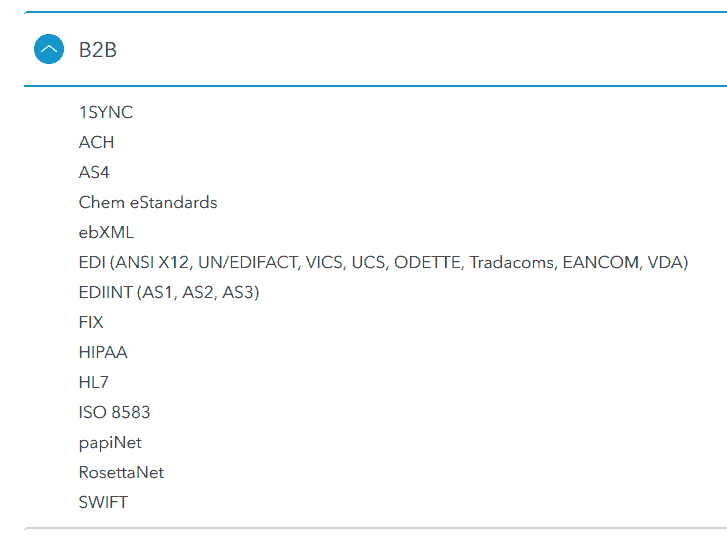 B2B
1SYNC
ACH
AS4
Chem eStandards
ebXML
EDI (ANSI X12, UN/EDIFACT, VICS, UCS, ODETTE, Tradacoms, EANCOM, VDA)
EDIINT (AS1, AS2, AS3)
FIX
HIPAA
HL7
ISO 8583
papiNet
RosettaNet
SWIFT